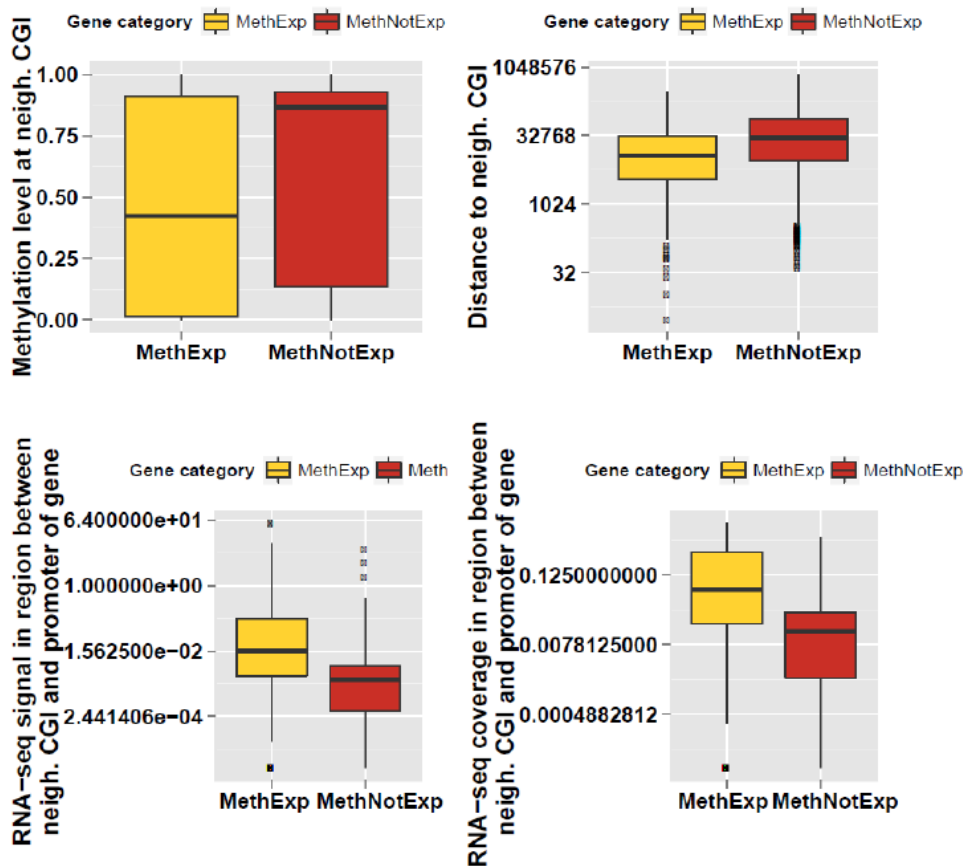 Gene category MethExp MethNotExp
Methylation level at neigh. CGI
1.00
0.75
0.50
0.25
0.00
MethExp MethNotExp
Gene category MethExp MethNotExp
Distance to neigh. CGI
1048576
32768
1024
32
MethExp MethNotExp
Gene category MethExp Meth
RNA-seq signal in region between
neigh. CGI and promoter of gene
6.400000e+01
1.000000e+00
1.562500e-02
2.441406e-04
MethExp MethNotExp
Gene category MethExp MethNotExp
RNA-seq coverage in region between
neigh. CGI and promoter of gene
0.1250000000
0.0078125000
0.0004882812
MethExp MethNotExp